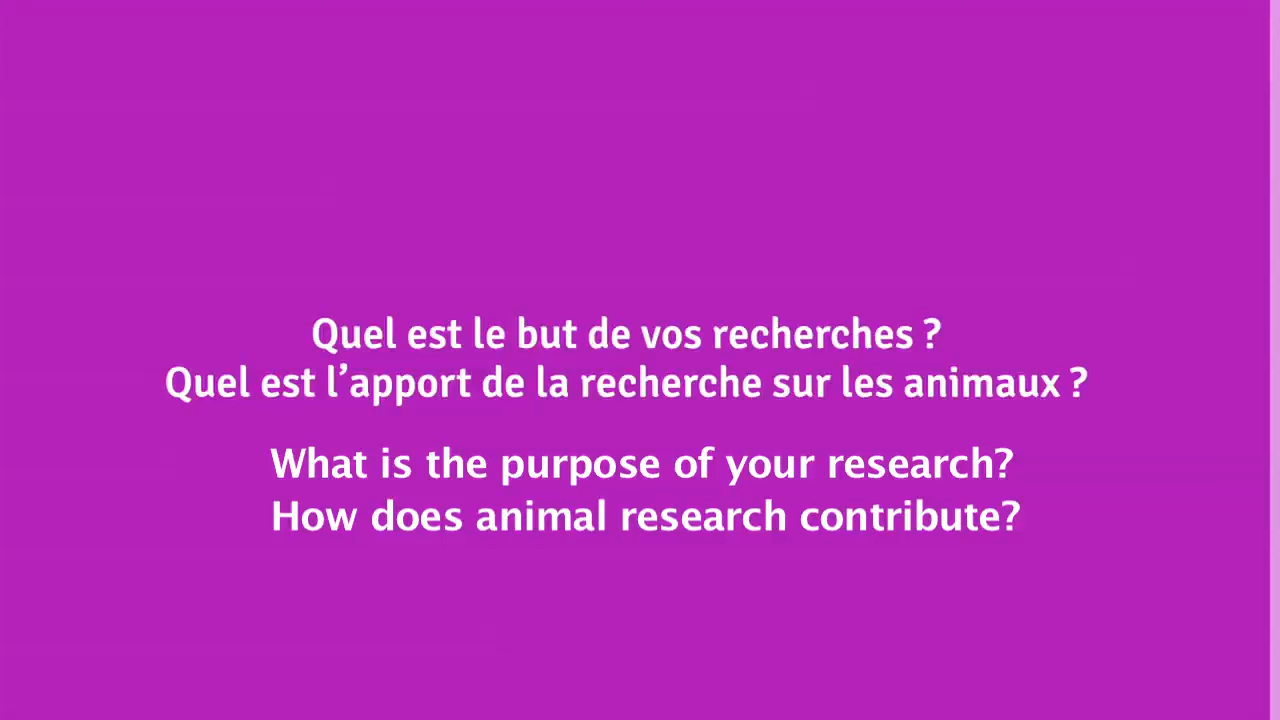 Quel est le but de vos recherches ?
Quel est l’apport de la recherche sur les animaux ?
What is the purpose of your research?
How does animal research contribute?